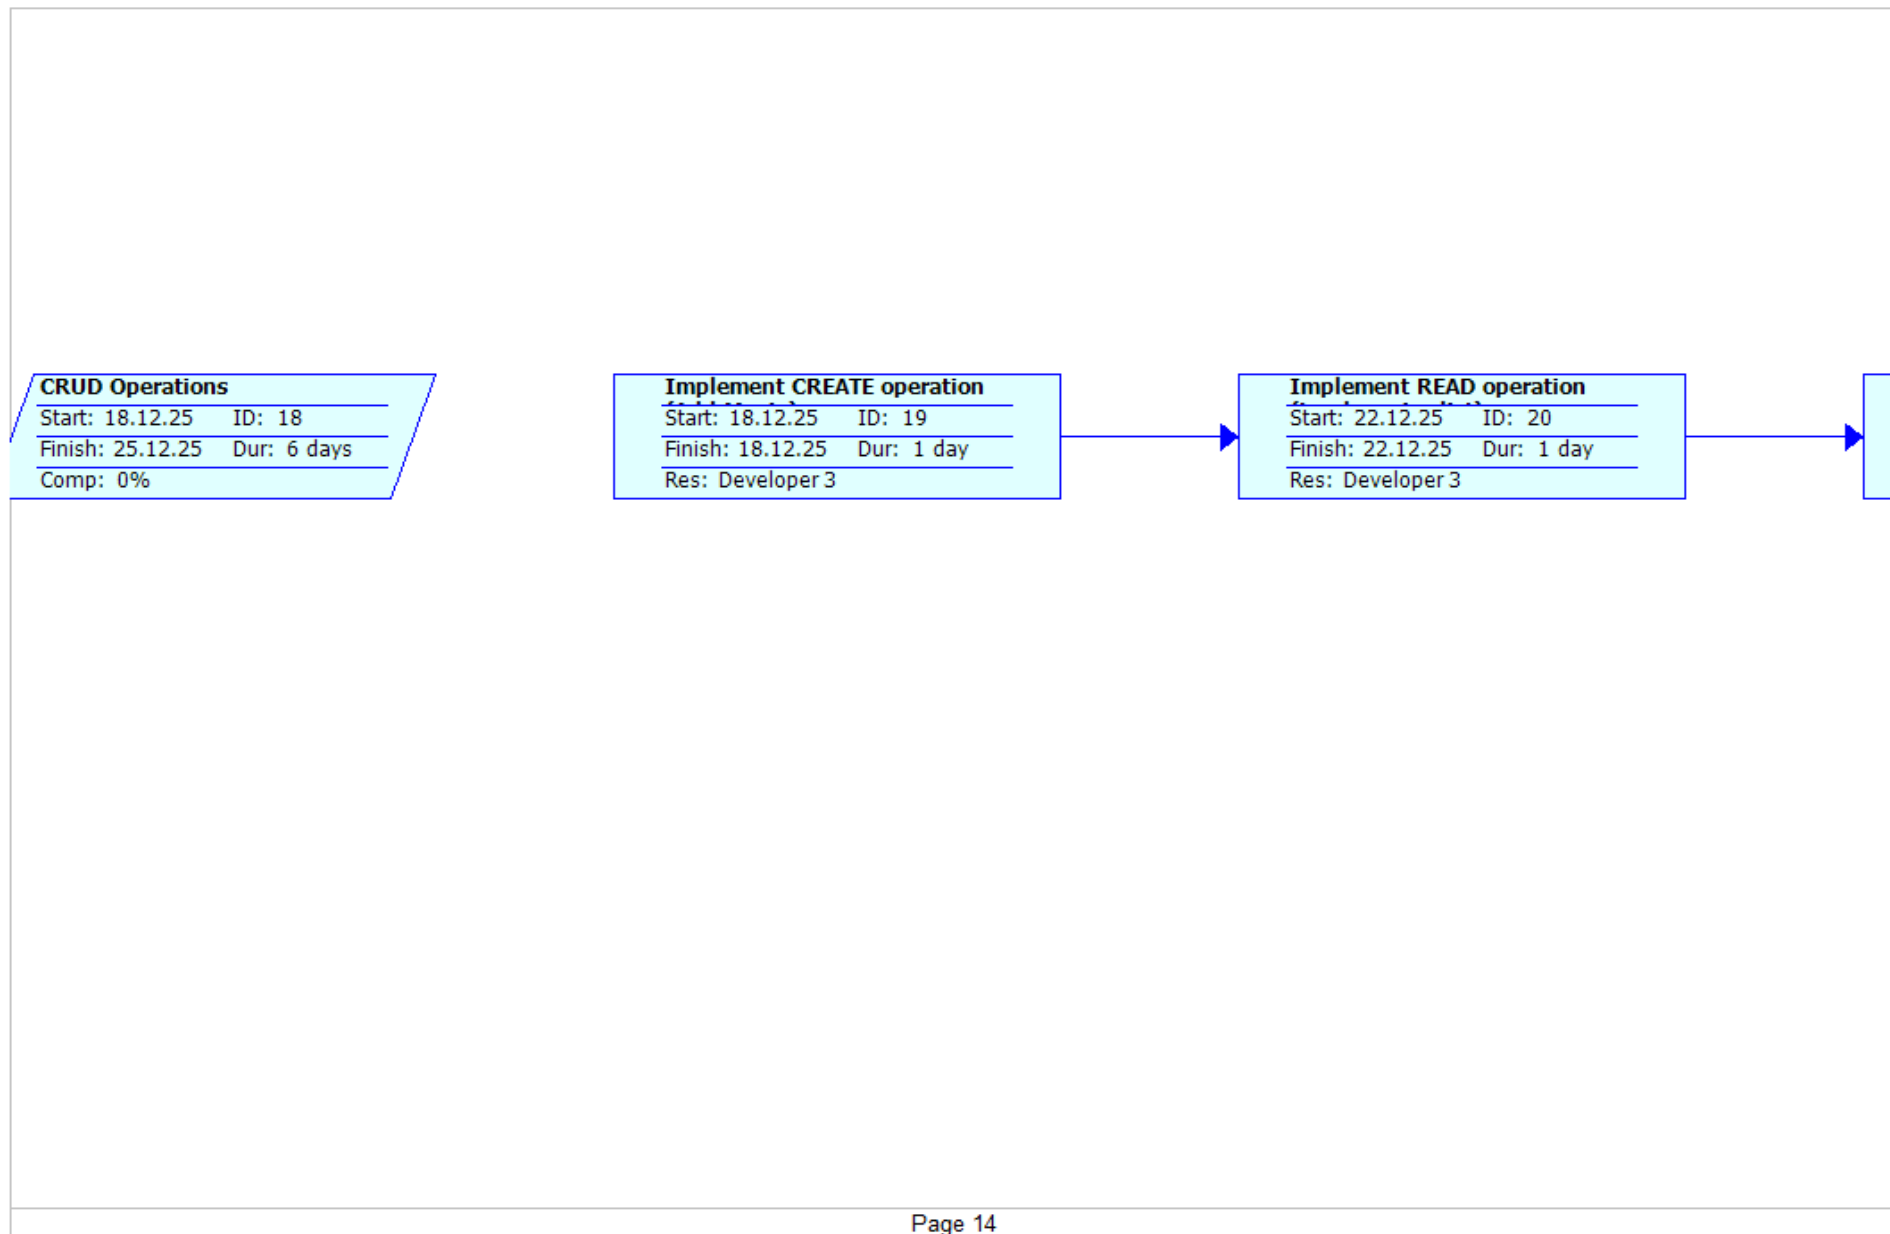 CRUD Operations
Start: 18.12.25 ID: 18
Finish: 25.12.25 Dur: 6 days
Comp: 0%
Implement CREATE operation
Start: 18.12.25 ID: 19
Finish: 18.12.25 Dur: 1 day
Res: Developer 3
Implement READ operation
Start: 22.12.25 ID: 20
Finish: 22.12.25 Dur: 1 day
Res: Developer 3
Page 14